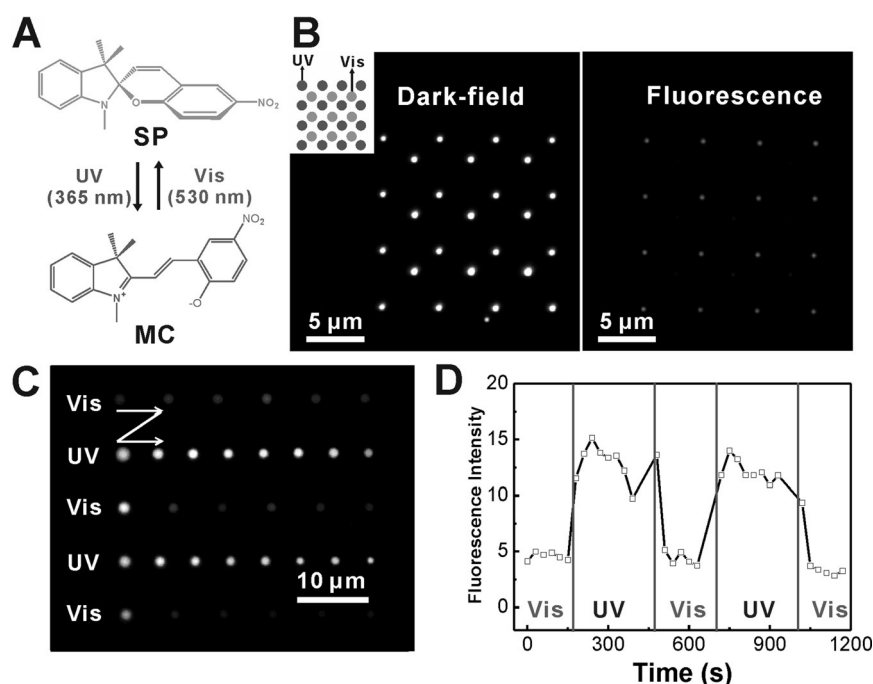 A
N
O
NO₂
SP
UV
(365 nm)
Vis
(530 nm)
NO₂
N⁺
⁻O
MC
B
UV
Vis
Dark-field
5 µm
Fluorescence
5 µm
C
Vis
UV
Vis
UV
Vis
10 µm
D
Fluorescence Intensity
20
15
10
5
0
Vis
UV
Vis
UV
Vis
0
300
600
900
1200
Time (s)